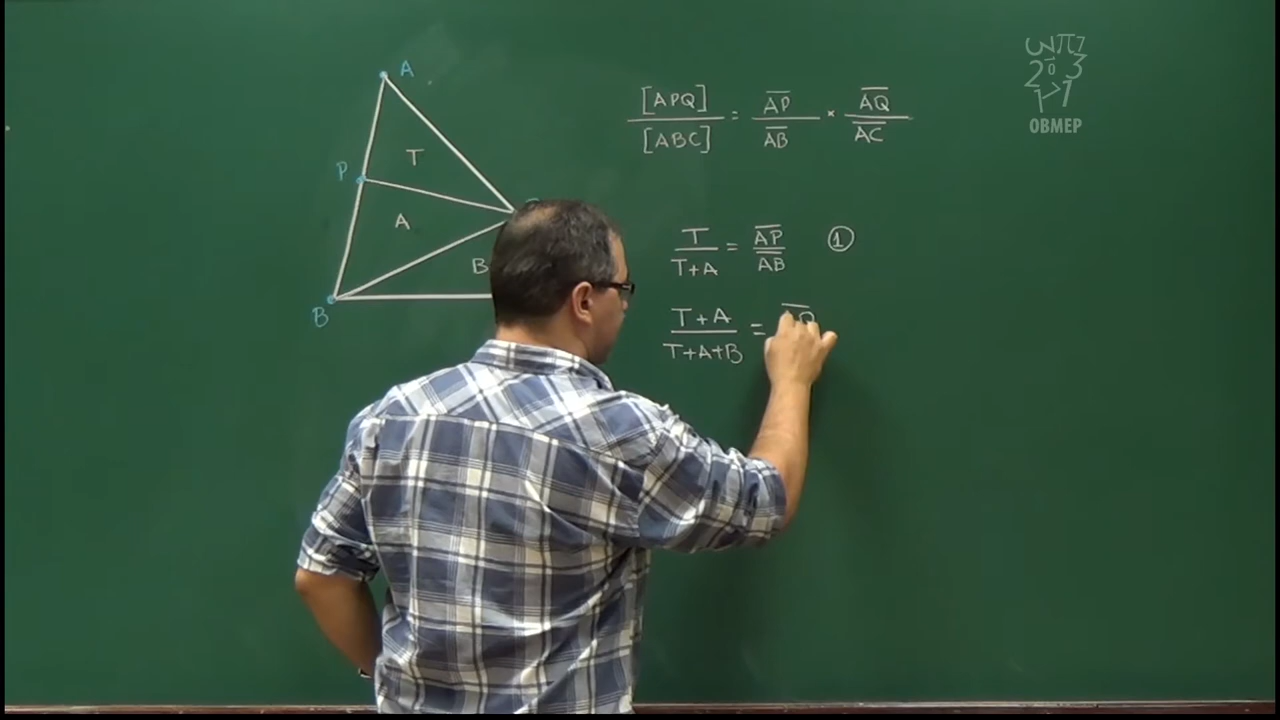 A
P
T
A
B
B
[APQ] / [ABC] = AP / AB × AQ / AC
T / T+A = AP / AB ①
T+A / T+A+B =
OBMEP